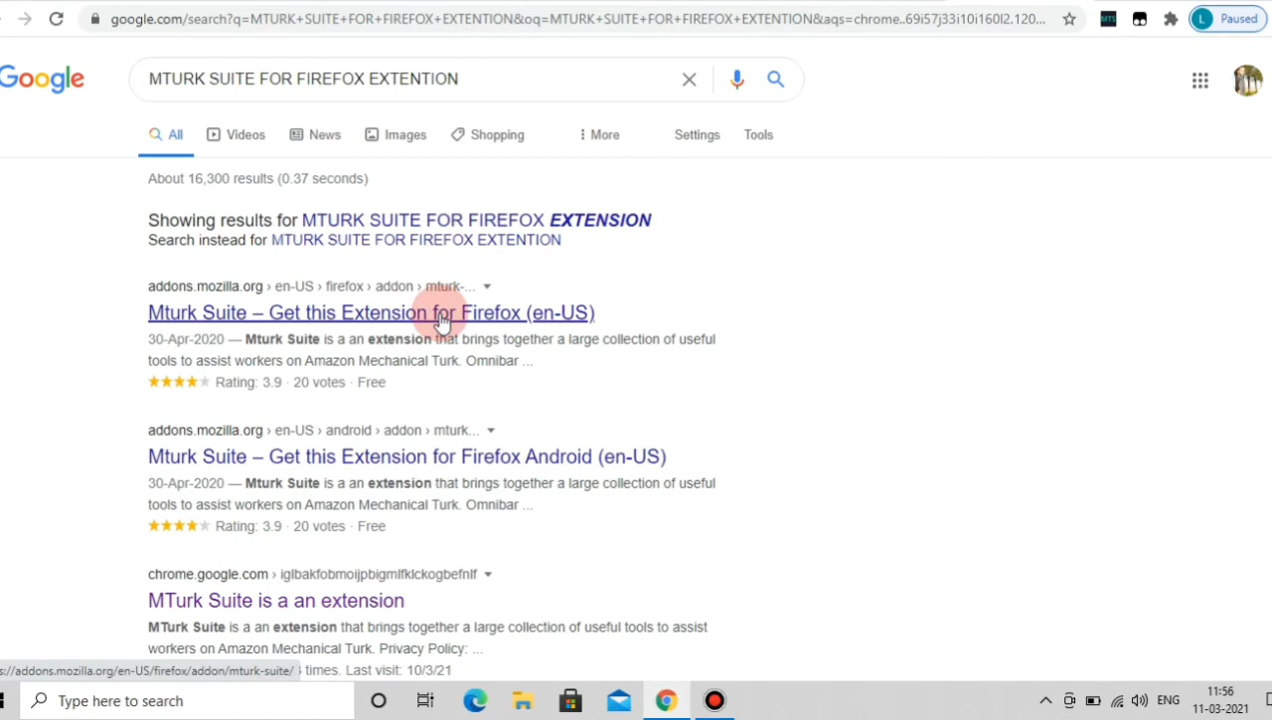 google.com/search?q=MTURK+SUITE+FOR+FIREFOX+EXTENTION&oq=MTURK+SUITE+FOR+FIREFOX+EXTENTION&aqs=chrome..69i57j33i10i160l2.120...
MTS
L Paused
Google
MTURK SUITE FOR FIREFOX EXTENTION
All
Videos
News
Images
Shopping
More
Settings
Tools
About 16,300 results (0.37 seconds)
Showing results for MTURK SUITE FOR FIREFOX EXTENSION
Search instead for MTURK SUITE FOR FIREFOX EXTENTION
addons.mozilla.org › en-US › firefox › addon › mturk-...
Mturk Suite – Get this Extension for Firefox (en-US)
30-Apr-2020 — Mturk Suite is a an extension that brings together a large collection of useful
tools to assist workers on Amazon Mechanical Turk. Omnibar ...
Rating: 3.9 · 20 votes · Free
addons.mozilla.org › en-US › android › addon › mturk...
Mturk Suite – Get this Extension for Firefox Android (en-US)
30-Apr-2020 — Mturk Suite is a an extension that brings together a large collection of useful
tools to assist workers on Amazon Mechanical Turk. Omnibar ...
Rating: 3.9 · 20 votes · Free
chrome.google.com › iglbakfobmoijpbigmlfklckogbefnlf
MTurk Suite is a an extension
MTurk Suite is a an extension that brings together a large collection of useful tools to assist
workers on Amazon Mechanical Turk. Privacy Policy: ...
s://addons.mozilla.org/en-US/firefox/addon/mturk-suite/ times. Last visit: 10/3/21
Type here to search
ENG
11:56
11-03-2021